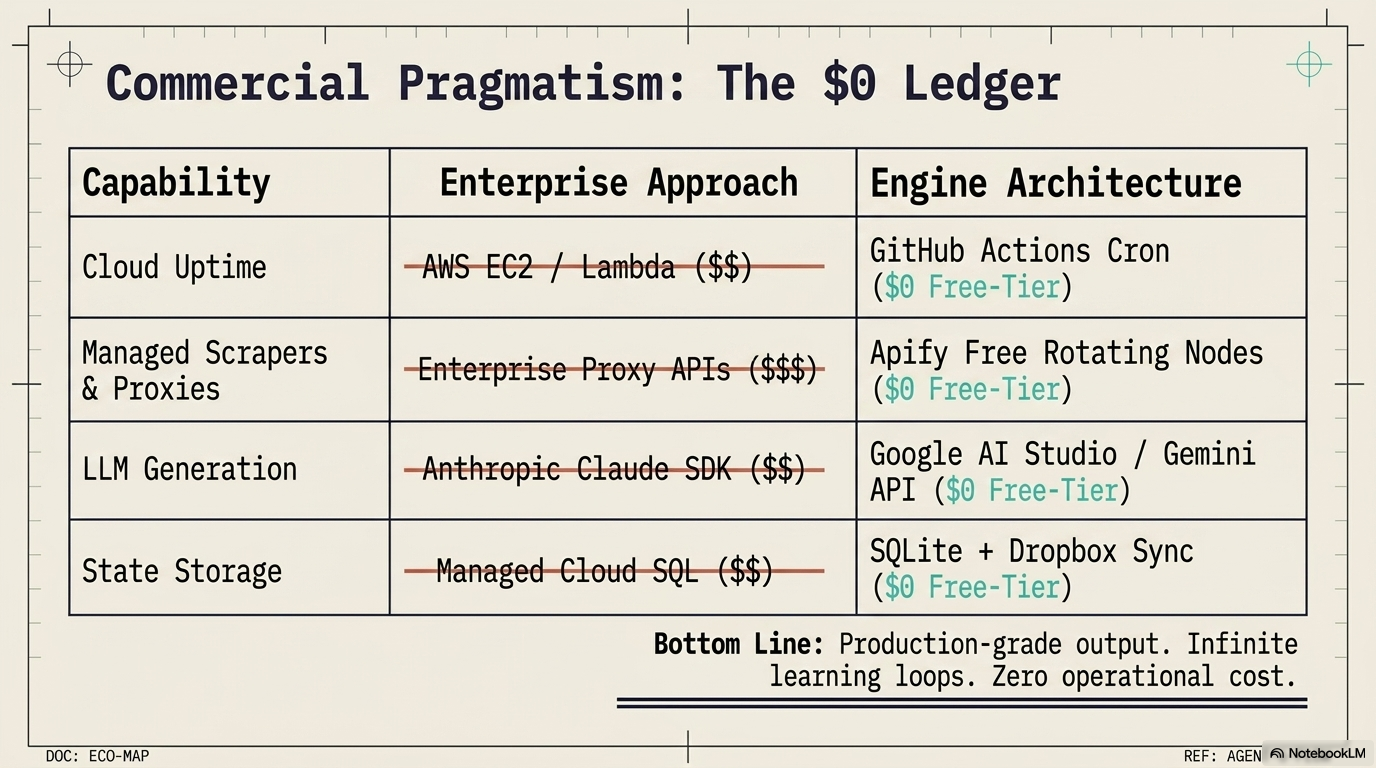 Commercial Pragmatism: The $0 Ledger
Capability
Enterprise Approach
Engine Architecture
Cloud Uptime
AWS EC2 / Lambda ($$)
GitHub Actions Cron
($0 Free-Tier)
Managed Scrapers
& Proxies
Enterprise Proxy APIs ($$$)
Apify Free Rotating Nodes
($0 Free-Tier)
LLM Generation
Anthropic Claude SDK ($$)
Google AI Studio / Gemini
API ($0 Free-Tier)
State Storage
Managed Cloud SQL ($$)
SQLite + Dropbox Sync
($0 Free-Tier)
Bottom Line: Production-grade output. Infinite
learning loops. Zero operational cost.
DOC: ECO-MAP
REF: AGEN
NotebookLM